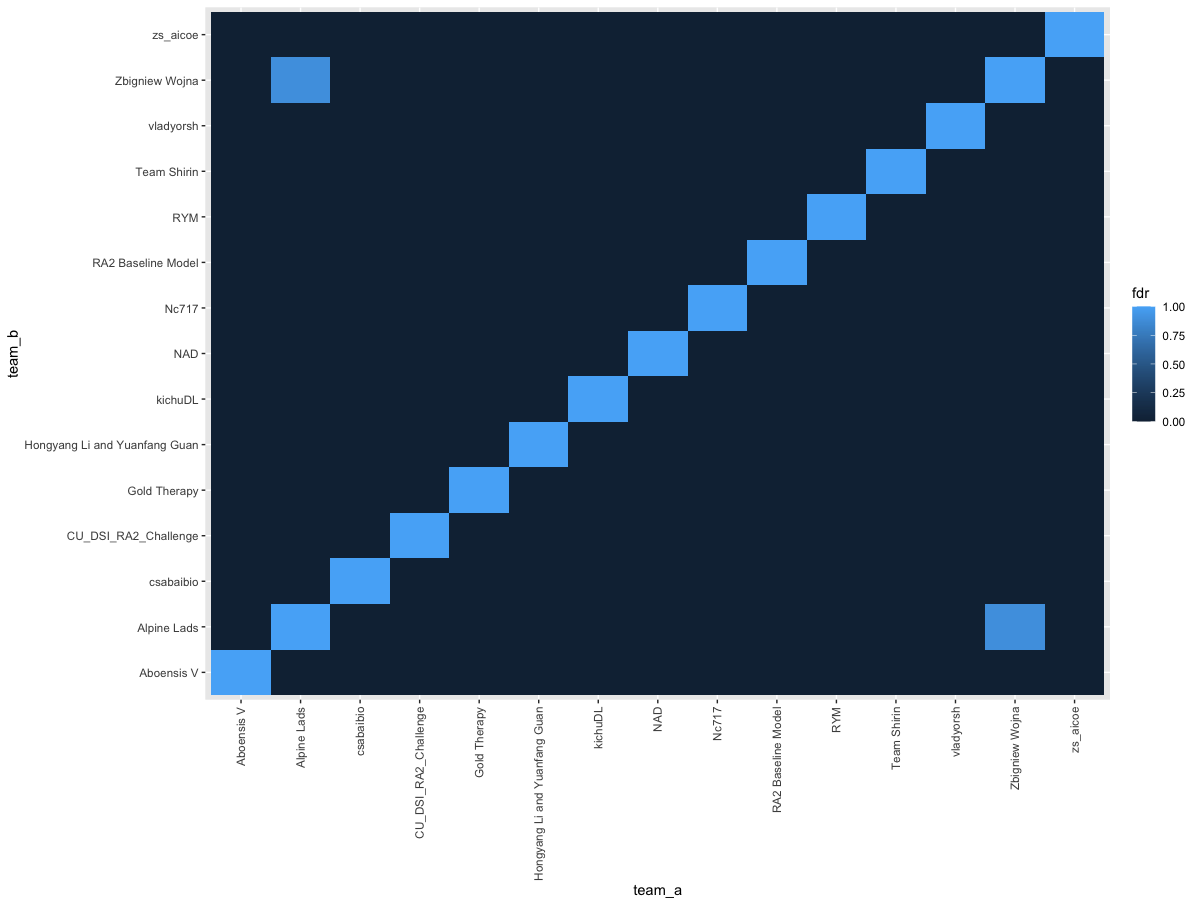 zs_aicoe
Zbigniew Wojna
vladyorsh
Team Shirin
RYM
RA2 Baseline Model
Nc717
NAD
kichuDL
Hongyang Li and Yuanfang Guan
Gold Therapy
CU_DSI_RA2_Challenge
csabaibio
Alpine Lads
Aboensis V
team_b
Aboensis V
Alpine Lads
csabaibio
CU_DSI_RA2_Challenge
Gold Therapy
Hongyang Li and Yuanfang Guan
kichuDL
NAD
Nc717
RA2 Baseline Model
RYM
Team Shirin
vladyorsh
Zbigniew Wojna
zs_aicoe
team_a
fdr
1.00
0.75
0.50
0.25
0.00